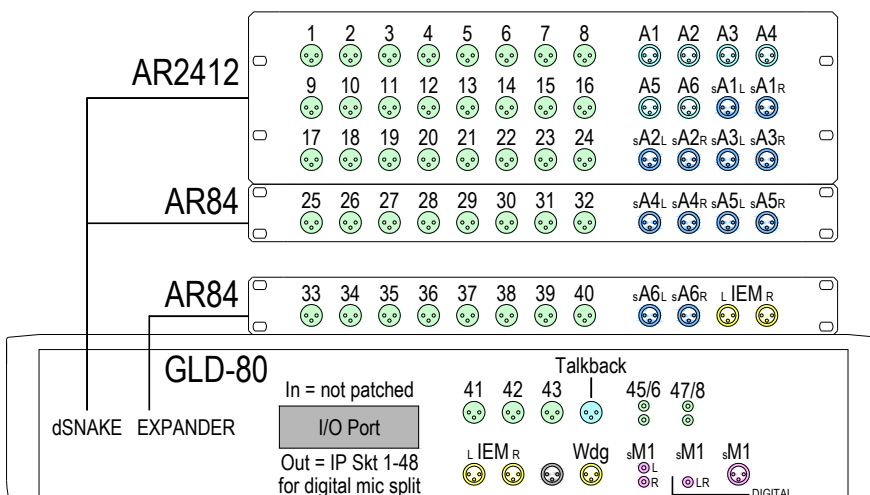 1 2 3 4 5 6 7 8 A1 A2 A3 A4
AR2412
9 10 11 12 13 14 15 16 A5 A6 sA1L sA1R
17 18 19 20 21 22 23 24 sA2L sA2R sA3L sA3R
AR84 25 26 27 28 29 30 31 32 sA4L sA4R sA5L sA5R
AR84 33 34 35 36 37 38 39 40 sA6L sA6R L IEM R
GLD-80
Talkback
In = not patched 41 42 43 45/6 47/8
dSNAKE EXPANDER I/O Port
Out = IP Skt 1-48
for digital mic split
L IEM R Wdg sM1 sM1 sM1
L
R LR
DIGITAL